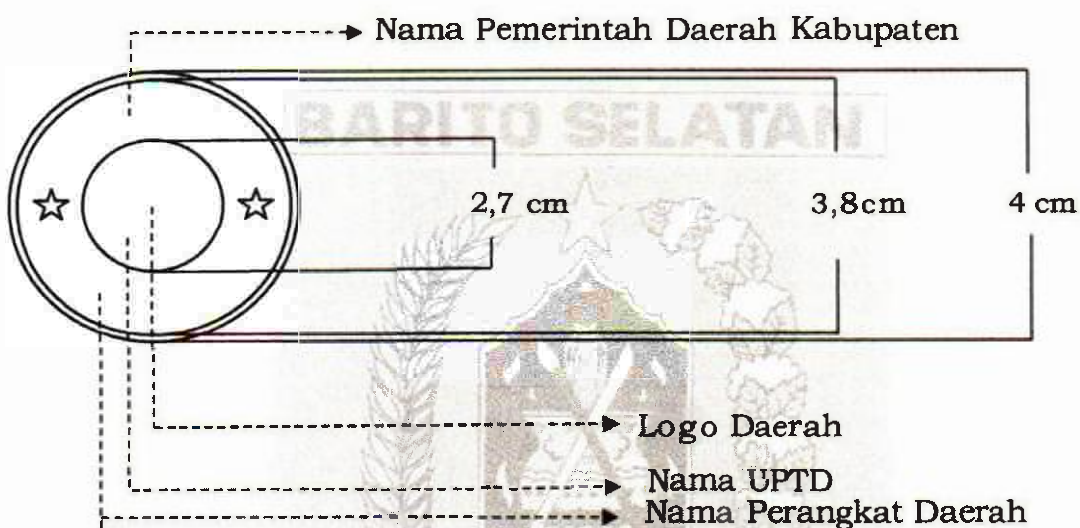 Nama Pemerintah Daerah Kabupaten
BARITO SELATAN
2,7 cm
3,8cm
4 cm
Logo Daerah
Nama UPTD
Nama Perangkat Daerah